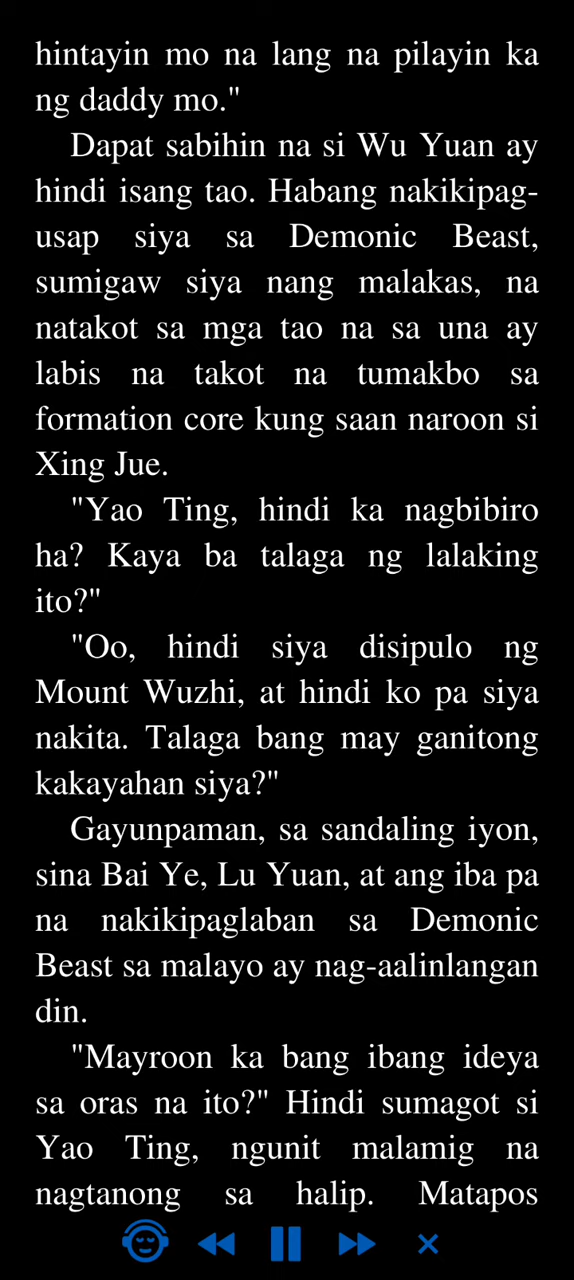 hintayin mo na lang na pilayin ka
ng daddy mo."
Dapat sabihin na si Wu Yuan ay
hindi isang tao. Habang nakikipag-
usap siya sa Demonic Beast,
sumigaw siya nang malakas, na
natakot sa mga tao na sa una ay
labis na takot na tumakbo sa
formation core kung saan naroon si
Xing Jue.
"Yao Ting, hindi ka nagbibiro
ha? Kaya ba talaga ng lalaking
ito?"
"Oo, hindi siya disipulo ng
Mount Wuzhi, at hindi ko pa siya
nakita. Talaga bang may ganitong
kakayahan siya?"
Gayunpaman, sa sandaling iyon,
sina Bai Ye, Lu Yuan, at ang iba pa
na nakikipaglaban sa Demonic
Beast sa malayo ay nag-aalinlangan
din.
"Mayroon ka bang ibang ideya
sa oras na ito?" Hindi sumagot si
Yao Ting, ngunit malamig na
nagtanong sa halip. Matapos